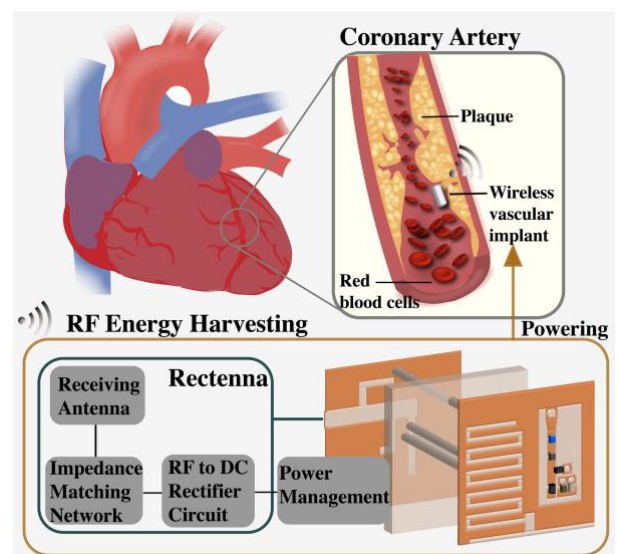 Coronary Artery
Plaque
Wireless
vascular
implant
Red
blood cells
RF Energy Harvesting
Powering
Receiving
Antenna
Rectenna
Impedance
Matching
Network
RF to DC
Rectifier
Circuit
Power
Management